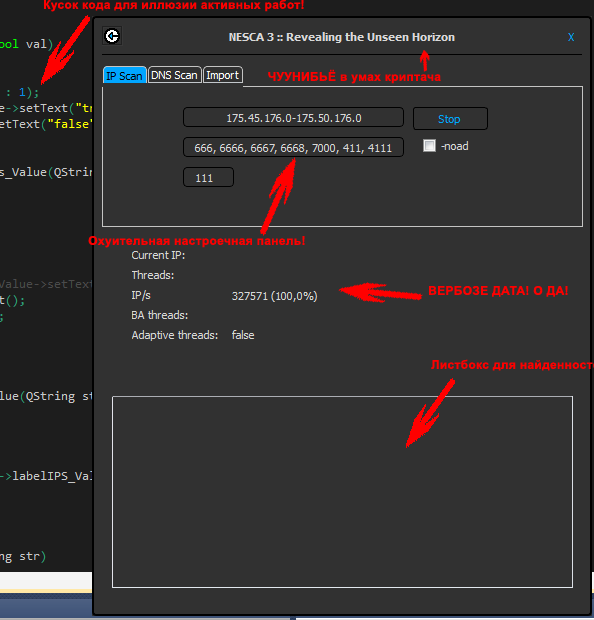 Кусок кода для иллюзии активных работ!
ool val)
NESCA 3 :: Revealing the Unseen Horizon
X
ЧУУНИБЬЁ в умах криптача
IP Scan
DNS Scan
Import
: 1);
e->setText("tr
etText("false"
175.45.176.0-175.50.176.0
Stop
666, 6666, 6667, 6668, 7000, 411, 4111
-noad
s_Value(QStrin
111
Охуительная настроечная панель!
Current IP:
Threads:
Value->setText
IP/s
327571 (100,0%)
ВЕРБОЗЕ ДАТА! О ДА!
t();
;
BA threads:
Adaptive threads:
false
Листбокс для найденност
lue(QString st
->labelIPS_Val
ng str)